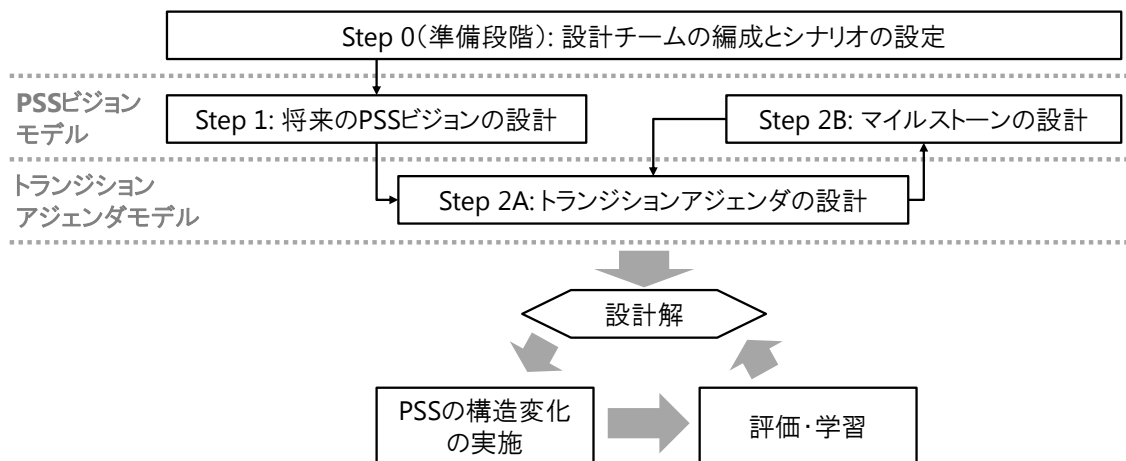 Step 0(準備段階): 設計チームの編成とシナリオの設定
PSSビジョン
モデル
Step 1: 将来のPSSビジョンの設計
Step 2B: マイルストーンの設計
トランジション
アジェンダモデル
Step 2A: トランジションアジェンダの設計
設計解
PSSの構造変化
の実施
評価・学習